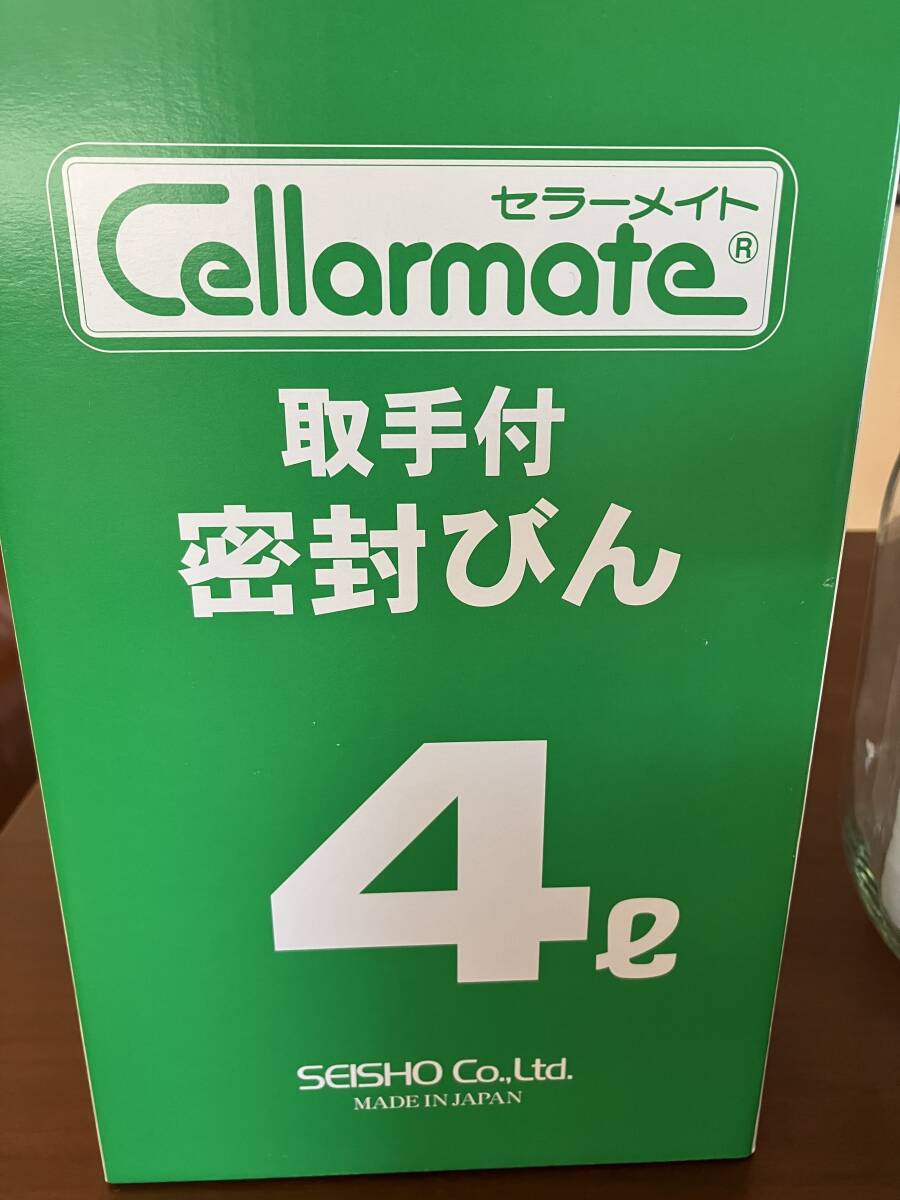 セラーメイト
Cellarmate®
取手付
密封びん
4ℓ
SEISHO Co.,Ltd.
MADE IN JAPAN